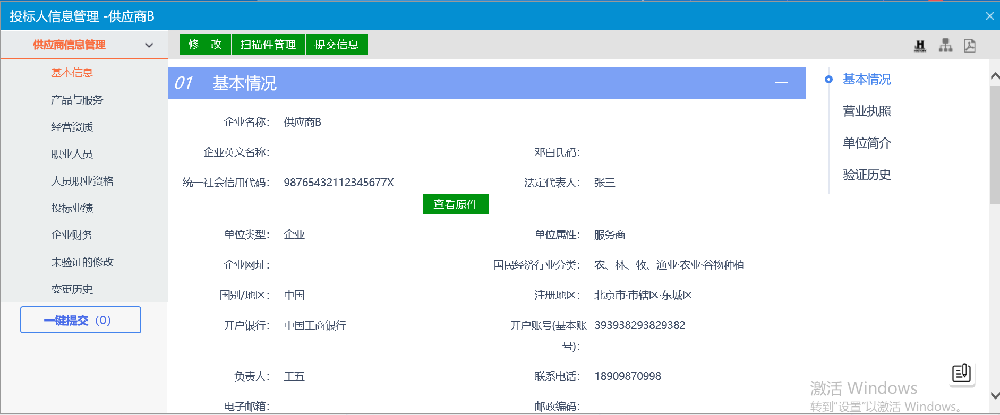 投标人信息管理 -供应商B
供应商信息管理
修 改 扫描件管理 提交信息
基本信息
产品与服务
经营资质
职业人员
人员职业资格
投标业绩
企业财务
未验证的修改
变更历史
一键提交（0）
01 基本情况
企业名称： 供应商B
企业英文名称： 邓白氏码：
统一社会信用代码： 98765432112345677X 法定代表人： 张三
查看原件
单位类型： 企业 单位属性： 服务商
企业网址： 国民经济行业分类： 农、林、牧、渔业·农业·谷物种植
国别/地区： 中国 注册地区： 北京市·市辖区·东城区
开户银行： 中国工商银行 开户账号(基本账 393938293829382
号)：
负责人： 王五 联系电话： 18909870998
电子邮箱： 邮政编码：
基本情况
营业执照
单位简介
验证历史
H
HISTORY
激活 Windows
转到“设置”以激活 Windows。